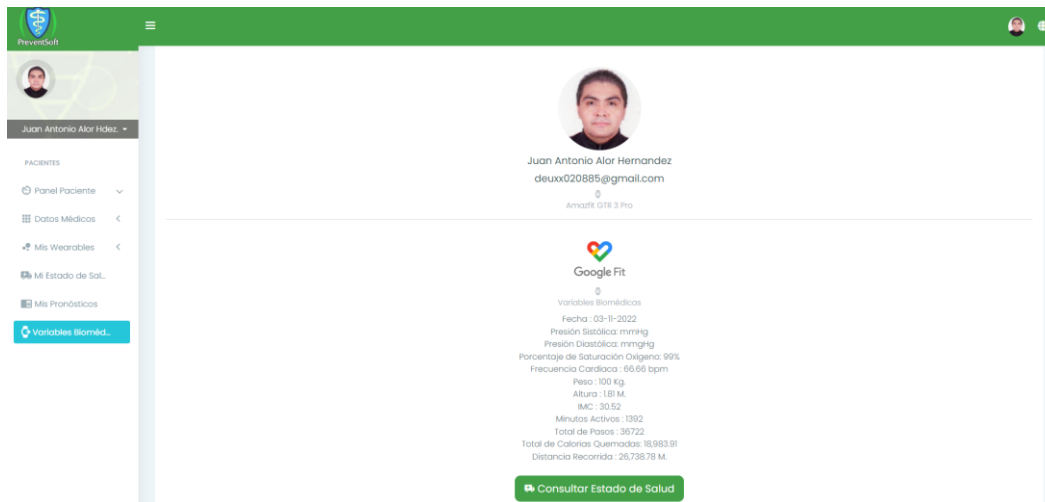 PreventSoft
Juan Antonio Alor Hdez.
PACIENTES
Panel Paciente
Datos Médicos
Mis Wearables
Mi Estado de Sal...
Mis Pronósticos
Variables Bioméd...
Juan Antonio Alor Hernandez
deuxx020885@gmail.com
Amazfit GTR 3 Pro
Google Fit
Variables Biomédicas
Fecha : 03-11-2022
Presión Sistólica: mmHg
Presión Diastólica: mmgHg
Porcentaje de Saturación Oxigeno: 99%
Frecuencia Cardiaca : 66.66 bpm
Peso : 100 Kg.
Altura : 1.81 M.
IMC : 30.52
Minutos Activos : 1392
Total de Pasos : 36722
Total de Calorias Quemadas: 18,983.91
Distancia Recorrida : 26,738.78 M.
Consultar Estado de Salud